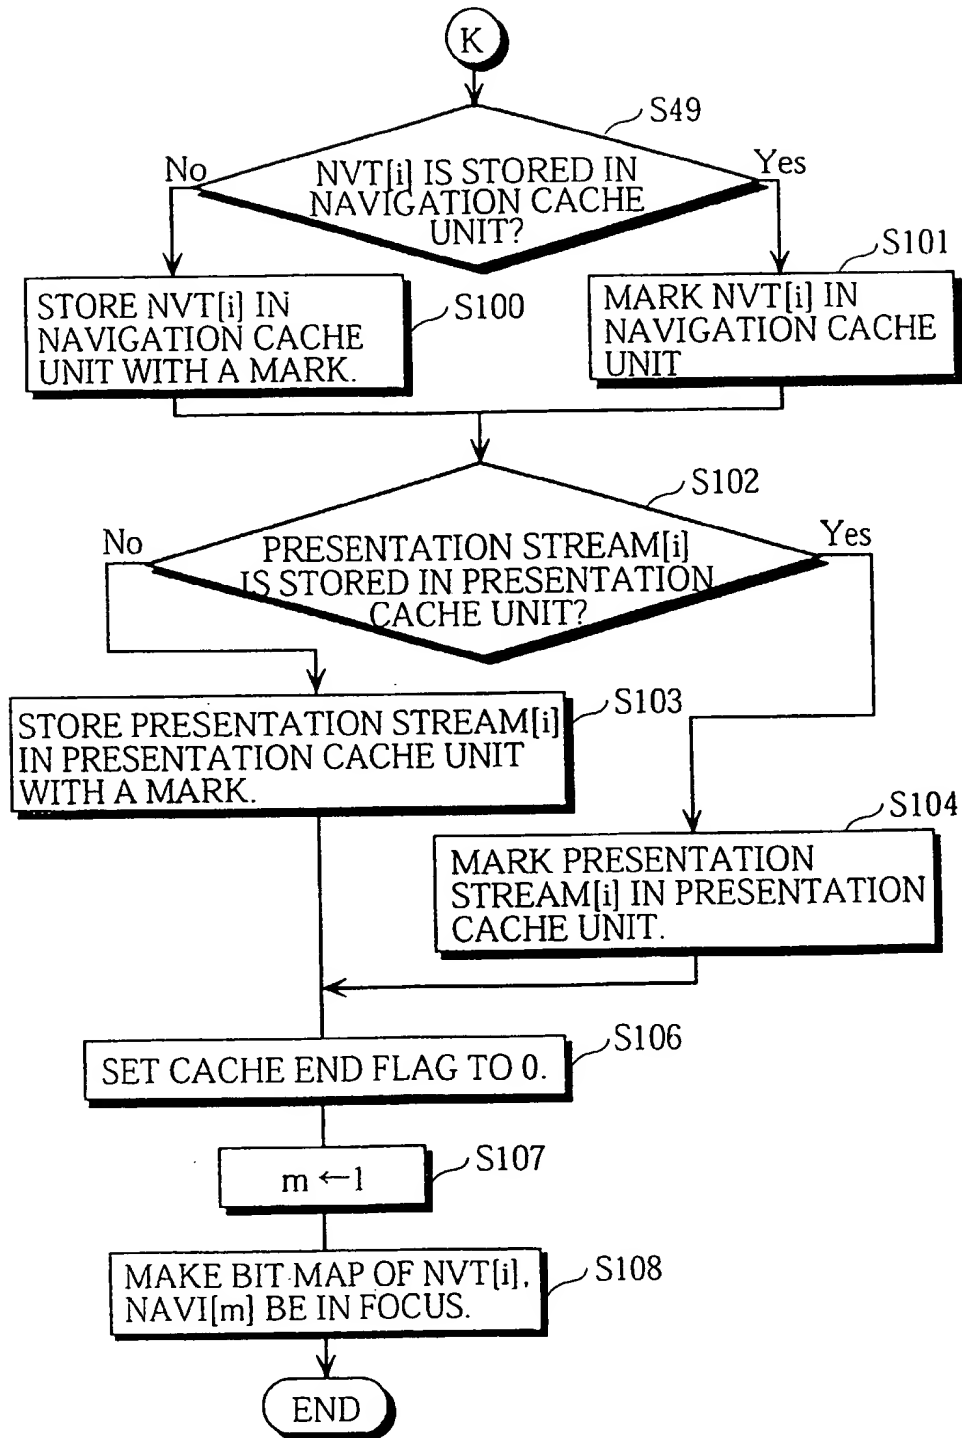 K
S49
No
Yes
NVT[i] IS STORED IN
NAVIGATION CACHE
UNIT?
S101
STORE NVT[i] IN
NAVIGATION CACHE
UNIT WITH A MARK.
S100
MARK NVT[i] IN
NAVIGATION CACHE
UNIT
S102
No
Yes
PRESENTATION STREAM[i]
IS STORED IN PRESENTATION
CACHE UNIT?
S103
STORE PRESENTATION STREAM[i]
IN PRESENTATION CACHE UNIT
WITH A MARK.
S104
MARK PRESENTATION
STREAM[i] IN PRESENTATION
CACHE UNIT.
S106
SET CACHE END FLAG TO 0.
S107
m ←1
S108
MAKE BIT MAP OF NVT[i],
NAVI[m] BE IN FOCUS.
END